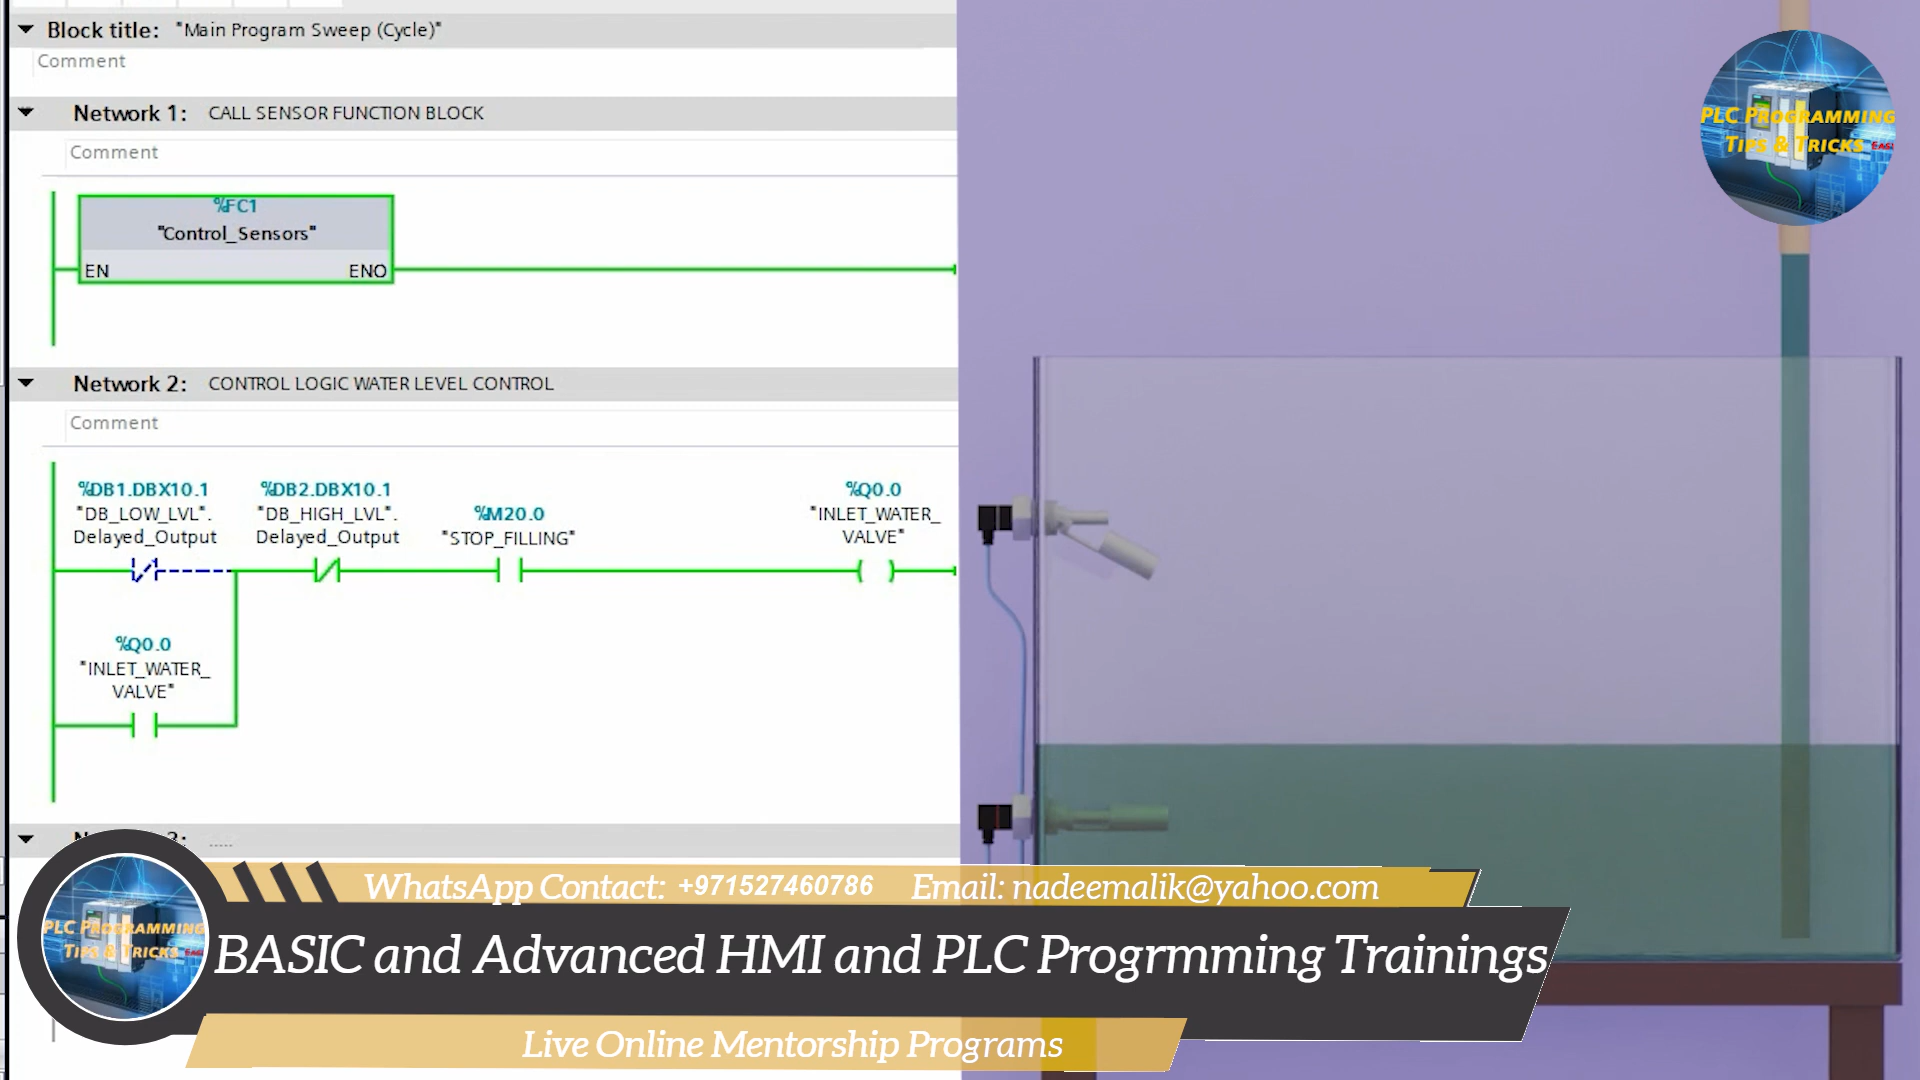 Block title: "Main Program Sweep (Cycle)"
Comment
Network 1: CALL SENSOR FUNCTION BLOCK
Comment
%FC1
"Control_Sensors"
EN ENO
Network 2: CONTROL LOGIC WATER LEVEL CONTROL
Comment
%DB1.DBX10.1
"DB_LOW_LVL".
Delayed_Output
%DB2.DBX10.1
"DB_HIGH_LVL".
Delayed_Output
%M20.0
"STOP_FILLING"
%Q0.0
"INLET_WATER_
VALVE"
%Q0.0
"INLET_WATER_
VALVE"
.....
PLC Programming
Tips & Tricks
WhatsApp Contact: +971527460786 Email: nadeemalik@yahoo.com
BASIC and Advanced HMI and PLC Progrmming Trainings
Live Online Mentorship Programs
PLC Programming
Tips & Tricks